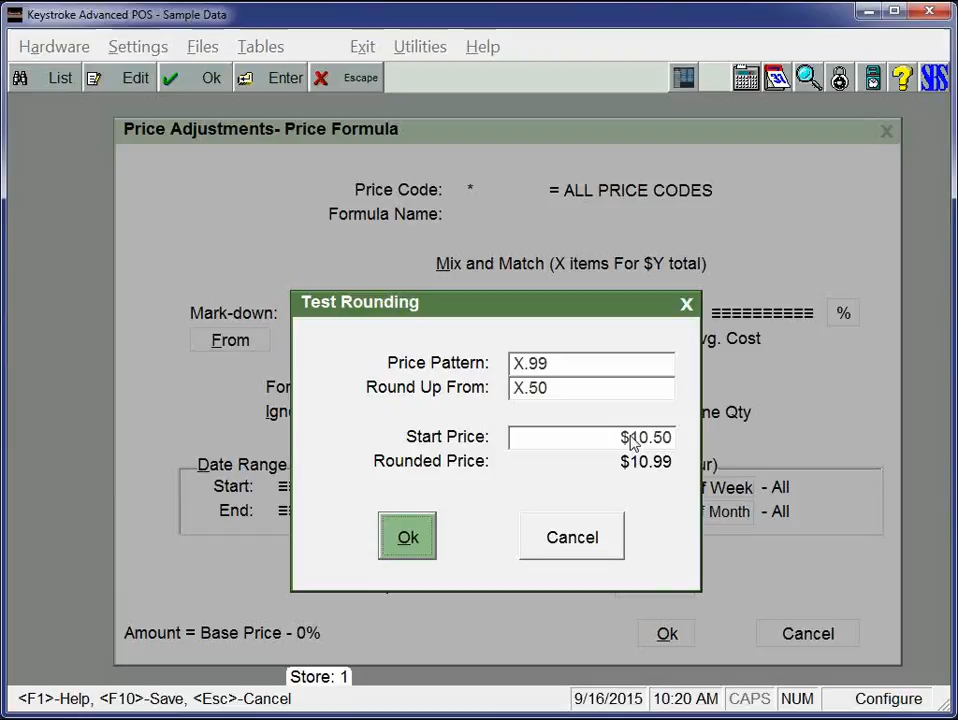 Keystroke Advanced POS - Sample Data
Hardware Settings Files Tables Exit Utilities Help
List Edit Ok Enter Escape SBS
Price Adjustments- Price Formula X
Price Code: * = ALL PRICE CODES
Formula Name:
Mix and Match (X items For $Y total)
Test Rounding X
Mark-down: %
From vg. Cost
Price Pattern: X.99
Round Up From: X.50
For
Ign ne Qty
Start Price: $10.50
Rounded Price: $10.99
Date Range ur)
Start: f Week - All
End: f Month - All
Ok Cancel
Amount = Base Price - 0% Ok Cancel
Store: 1
<F1>-Help, <F10>-Save, <Esc>-Cancel 9/16/2015 10:20 AM CAPS NUM Configure